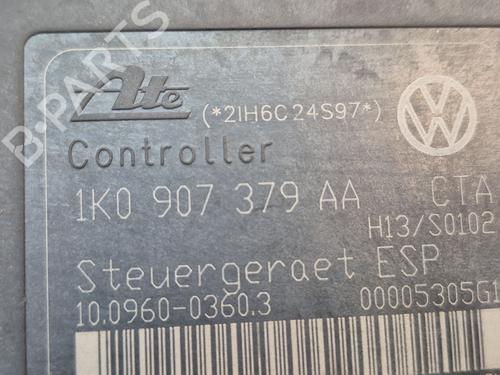 Ate (*2IH6C24S97*)
Controller
1K0 907 379 AA CTA
H13/S0102
Steuergeraet ESP
10.0960-0360.3 00005305G1
B-PARTS